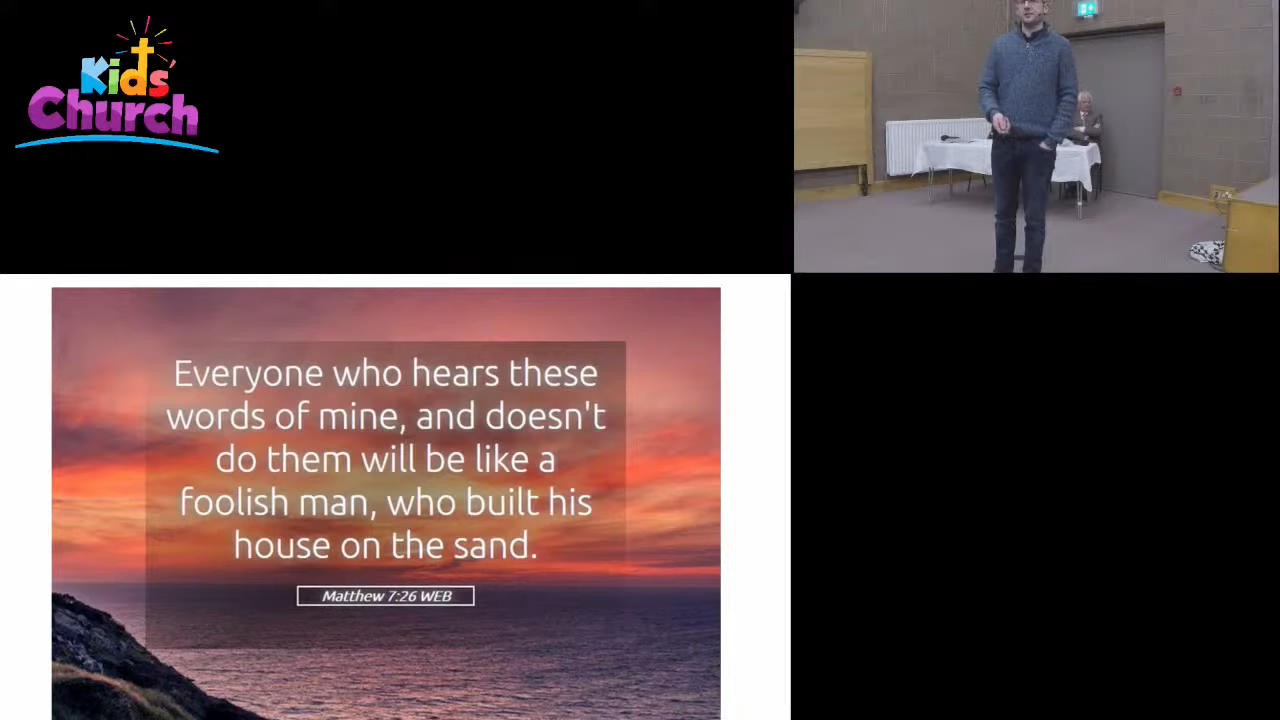 Kids'
Church
Everyone who hears these
words of mine, and doesn't
do them will be like a
foolish man, who built his
house on the sand.
Matthew 7:26 WEB